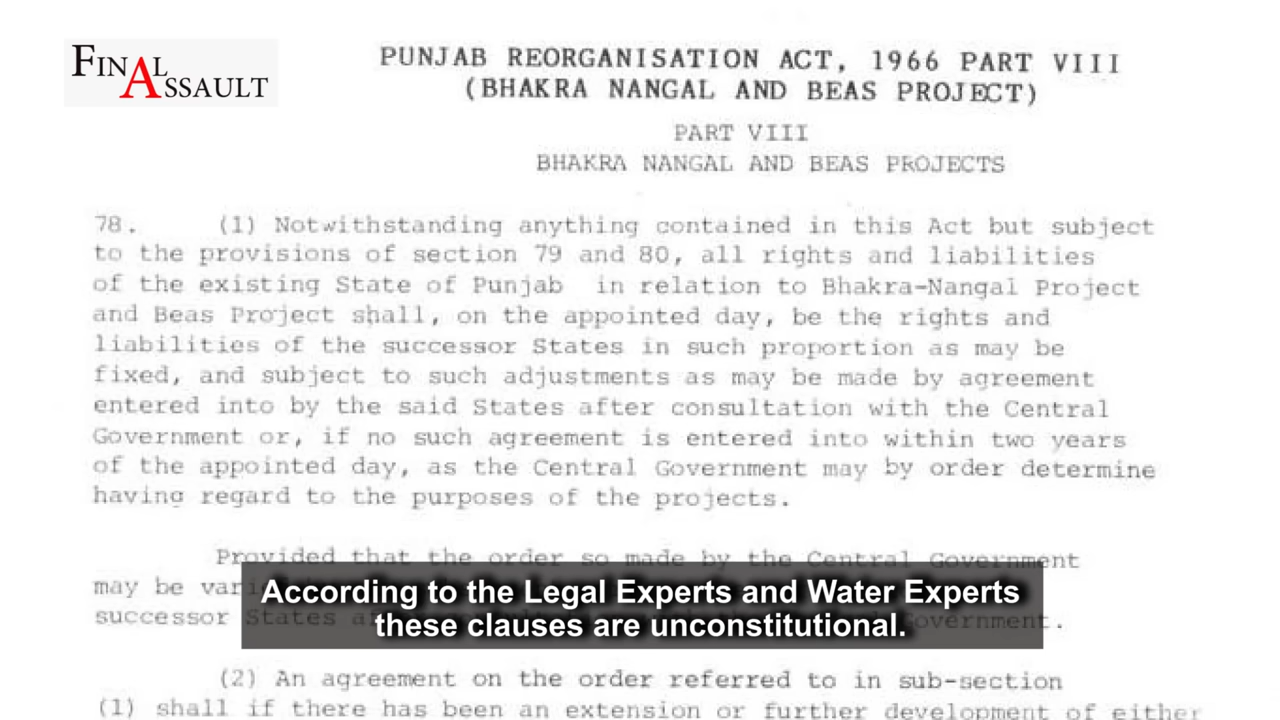 FINAL ASSAULT
PUNJAB REORGANISATION ACT, 1966 PART VIII
(BHAKRA NANGAL AND BEAS PROJECT)
PART VIII
BHAKRA NANGAL AND BEAS PROJECTS
78. (1) Notwithstanding anything contained in this Act but subject
to the provisions of section 79 and 80, all rights and liabilities
of the existing State of Punjab in relation to Bhakra-Nangal Project
and Beas Project shall, on the appointed day, be the rights and
liabilities of the successor States in such proportion as may be
fixed, and subject to such adjustments as may be made by agreement
entered into by the said States after consultation with the Central
Government or, if no such agreement is entered into within two years
of the appointed day, as the Central Government may by order determine
having regard to the purposes of the projects.
Provided that the order so made by the Central Government
may be
successor States
According to the Legal Experts and Water Experts
these clauses are unconstitutional.
(2) An agreement on the order referred to in sub-section
(1) shall if there has been an extension or further development of either